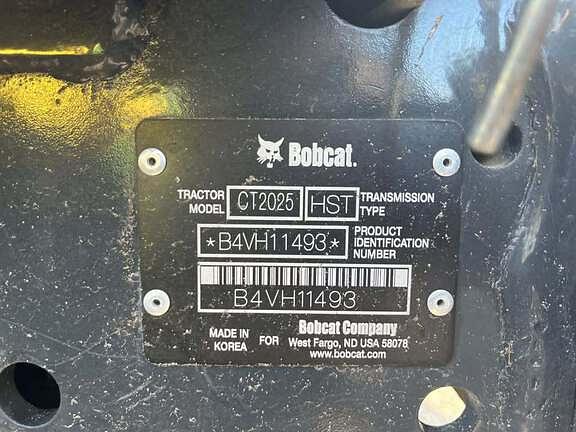 Bobcat.
TRACTOR MODEL CT2025 HST TRANSMISSION TYPE
*B4VH11493* PRODUCT IDENTIFICATION NUMBER
B4VH11493
MADE IN KOREA FOR Bobcat Company
West Fargo, ND USA 58078
www.bobcat.com